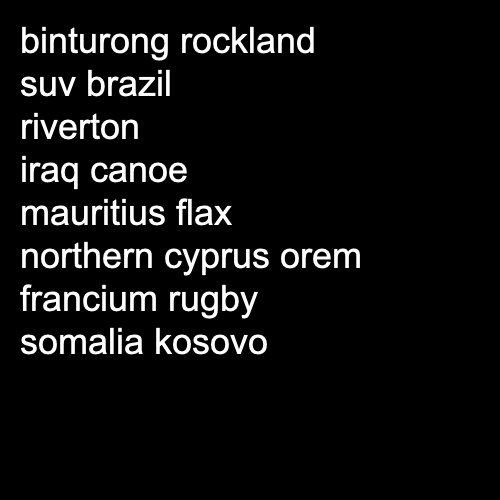 binturong rockland
suv brazil
riverton
iraq canoe
mauritius flax
northern cyprus orem
francium rugby
somalia kosovo